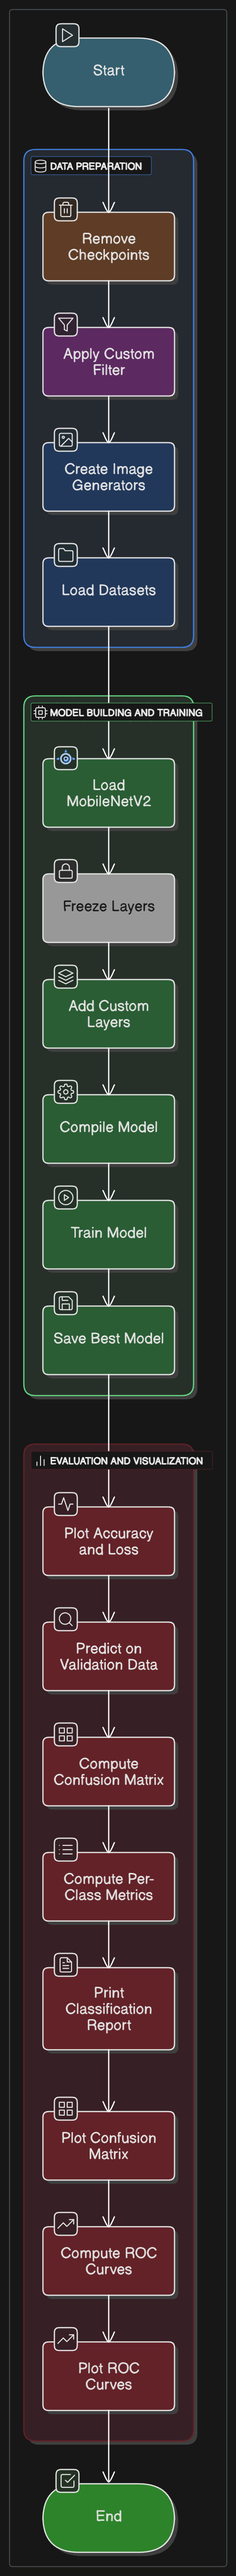 Start
DATA PREPARATION
Remove
Checkpoints
Apply Custom
Filter
Create Image
Generators
Load Datasets
MODEL BUILDING AND TRAINING
Load
MobileNetV2
Freeze Layers
Add Custom
Layers
Compile Model
Train Model
Save Best Model
EVALUATION AND VISUALIZATION
Plot Accuracy
and Loss
Predict on
Validation Data
Compute
Confusion Matrix
Compute Per-
Class Metrics
Print
Classification
Report
Plot Confusion
Matrix
Compute ROC
Curves
Plot ROC
Curves
End